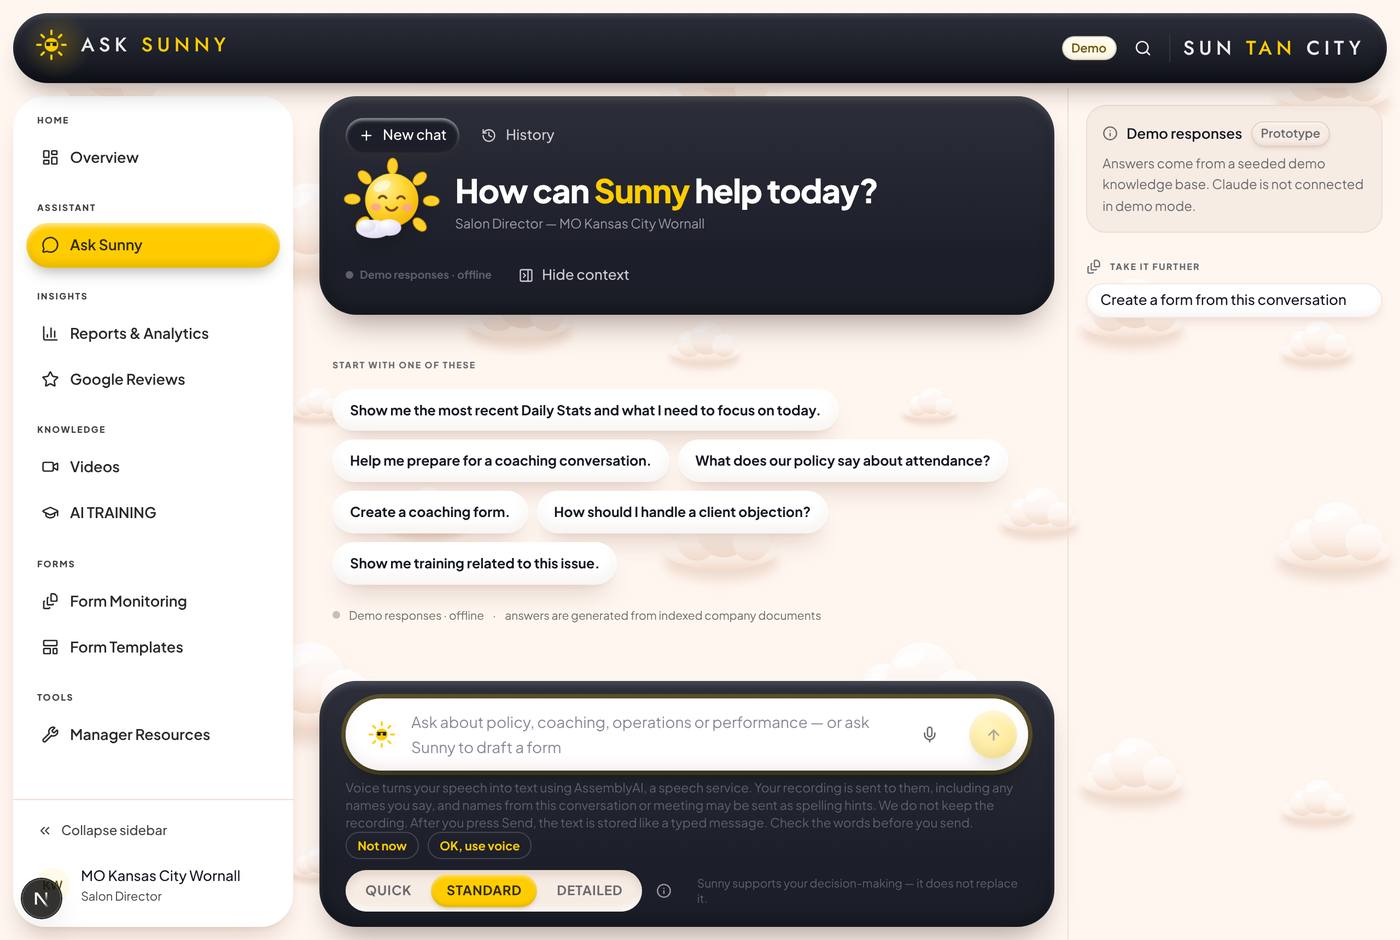 ASK SUNNY
Demo
SUN TAN CITY
HOME
Overview
ASSISTANT
Ask Sunny
INSIGHTS
Reports & Analytics
Google Reviews
KNOWLEDGE
Videos
AI TRAINING
FORMS
Form Monitoring
Form Templates
TOOLS
Manager Resources
Collapse sidebar
MO Kansas City Wornall
Salon Director
N
New chat
History
How can Sunny help today?
Salon Director — MO Kansas City Wornall
Demo responses · offline
Hide context
START WITH ONE OF THESE
Show me the most recent Daily Stats and what I need to focus on today.
Help me prepare for a coaching conversation.
What does our policy say about attendance?
Create a coaching form.
How should I handle a client objection?
Show me training related to this issue.
Demo responses · offline · answers are generated from indexed company documents
Ask about policy, coaching, operations or performance — or ask
Sunny to draft a form
Voice turns your speech into text using AssemblyAI, a speech service. Your recording is sent to them, including any
names you say, and names from this conversation or meeting may be sent as spelling hints. We do not keep the
recording. After you press Send, the text is stored like a typed message. Check the words before you send.
Not now
OK, use voice
QUICK
STANDARD
DETAILED
Sunny supports your decision-making — it does not replace
it.
Demo responses
Prototype
Answers come from a seeded demo
knowledge base. Claude is not connected
in demo mode.
TAKE IT FURTHER
Create a form from this conversation